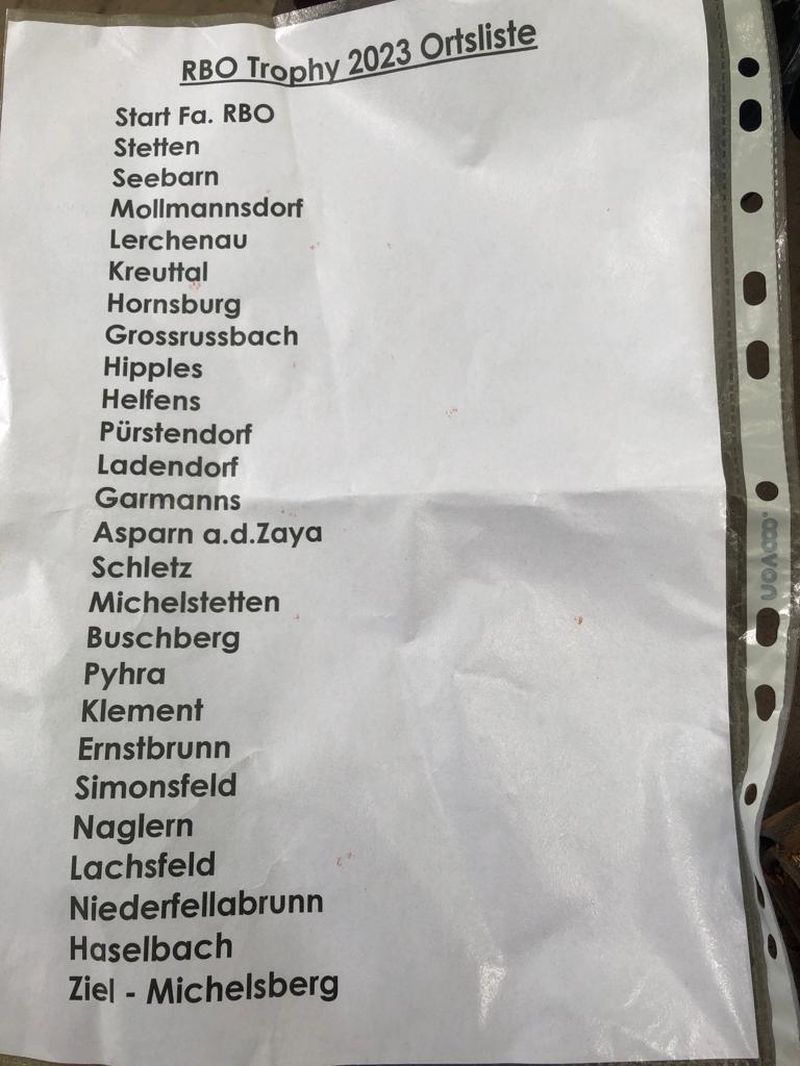 RBO Trophy 2023 Ortsliste
Start Fa. RBO
Stetten
Seebarn
Mollmannsdorf
Lerchenau
Kreuttal
Hornsburg
Grossrussbach
Hipples
Helfens
Pürstendorf
Ladendorf
Garmanns
Asparn a.d.Zaya
Schletz
Michelstetten
Buschberg
Pyhra
Klement
Ernstbrunn
Simonsfeld
Naglern
Lachsfeld
Niederfellabrunn
Haselbach
Ziel - Michelsberg